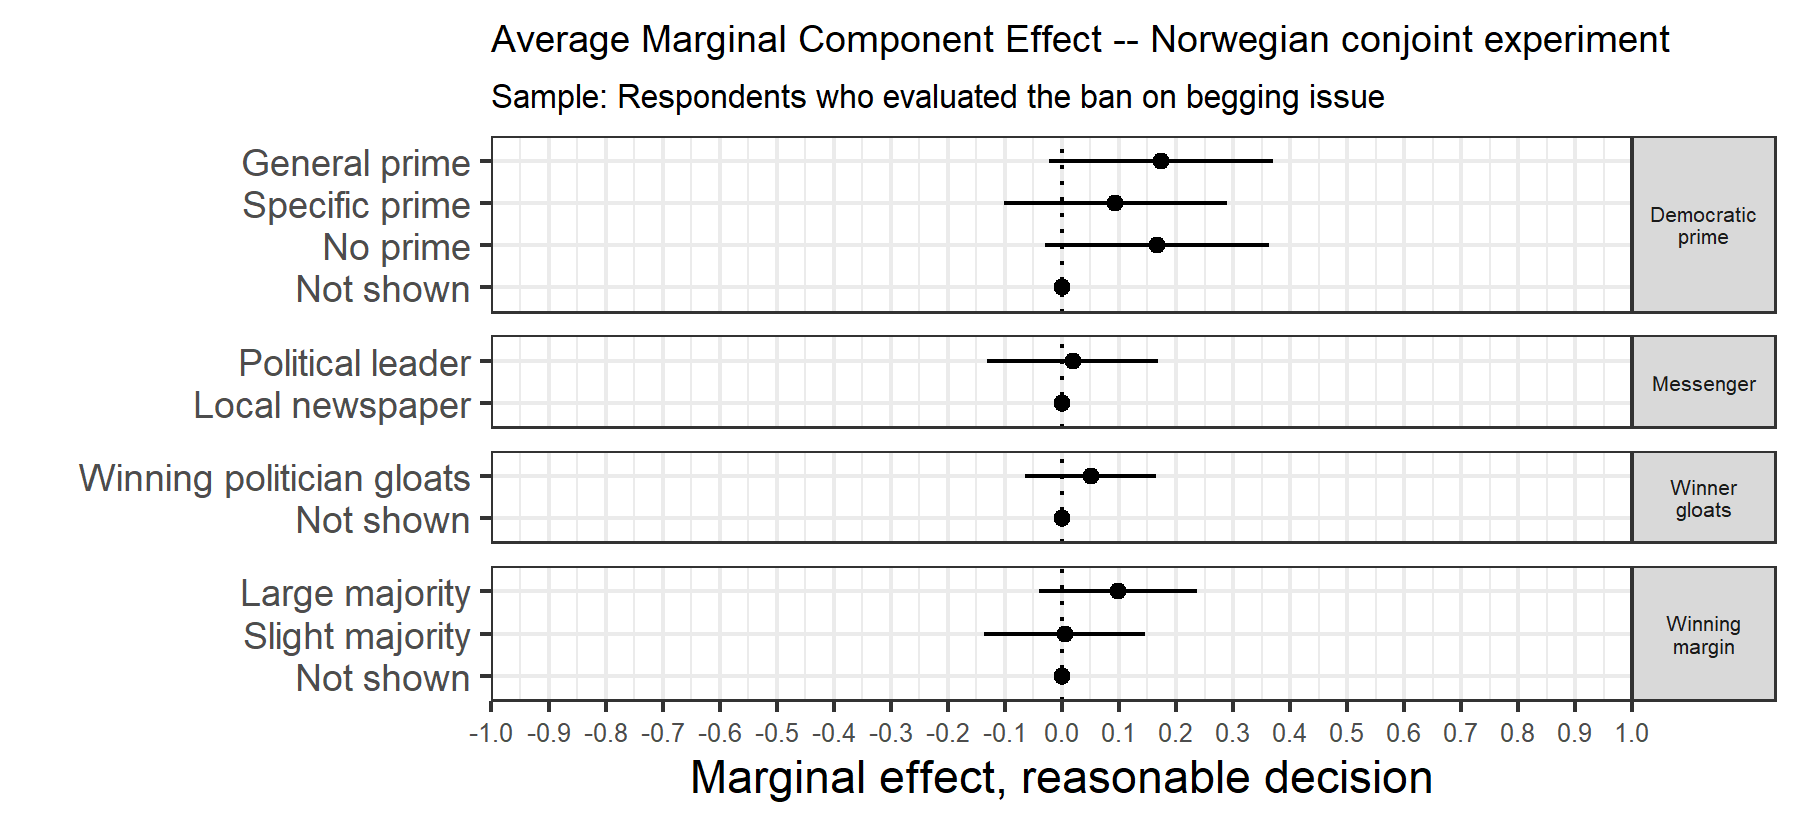 Average Marginal Component Effect -- Norwegian conjoint experiment
Sample: Respondents who evaluated the ban on begging issue
General prime
Specific prime
No prime
Not shown
Democratic
prime
Political leader
Local newspaper
Messenger
Winning politician gloats
Not shown
Winner
gloats
Large majority
Slight majority
Not shown
Winning
margin
-1.0 -0.9 -0.8 -0.7 -0.6 -0.5 -0.4 -0.3 -0.2 -0.1 0.0 0.1 0.2 0.3 0.4 0.5 0.6 0.7 0.8 0.9 1.0
Marginal effect, reasonable decision